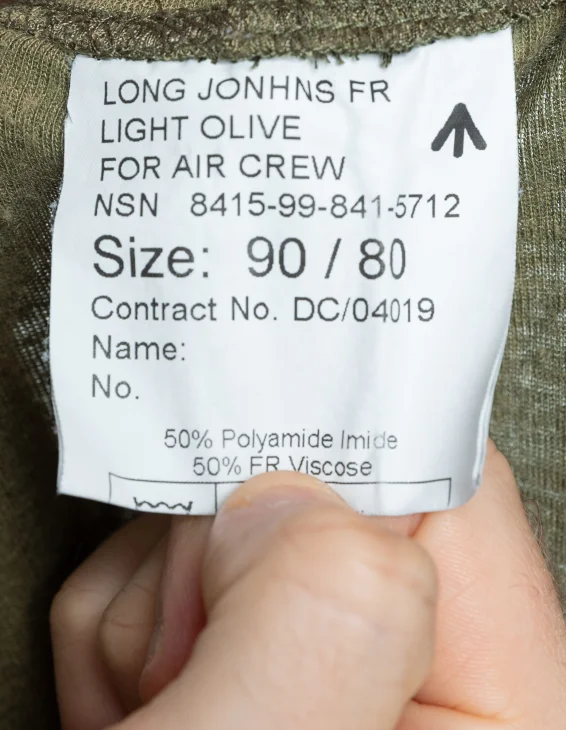 LONG JONHNS FR
LIGHT OLIVE
FOR AIR CREW
NSN 8415-99-841-5712
Size: 90 / 80
Contract No. DC/04019
Name:
No.
50% Polyamide Imide
50% FR Viscose